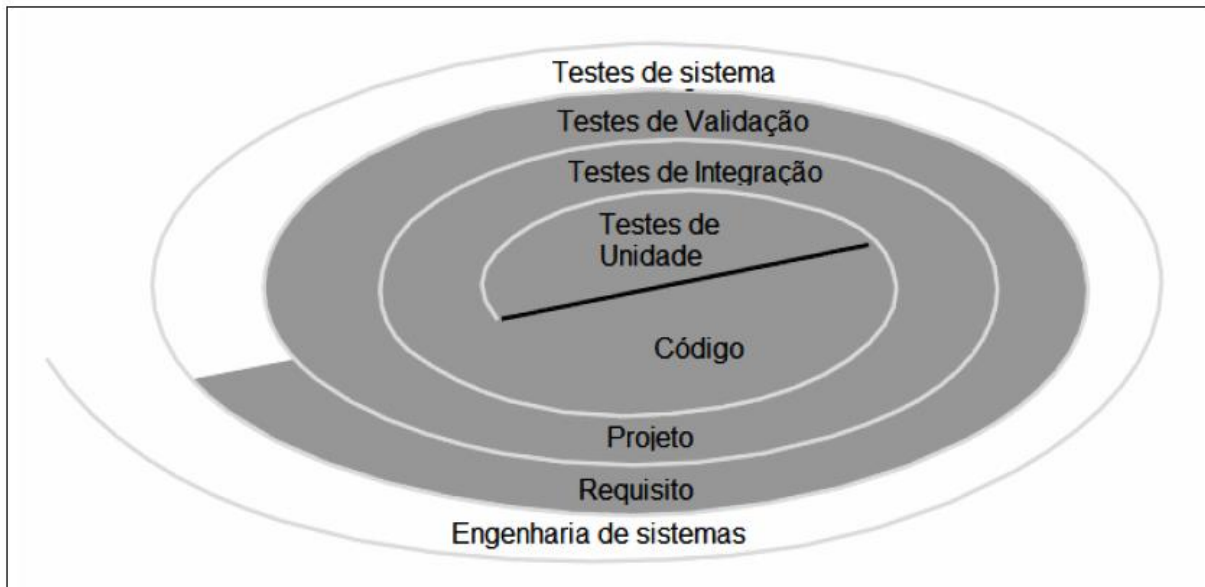 Testes de sistema
Testes de Validação
Testes de Integração
Testes de
Unidade
Código
Projeto
Requisito
Engenharia de sistemas